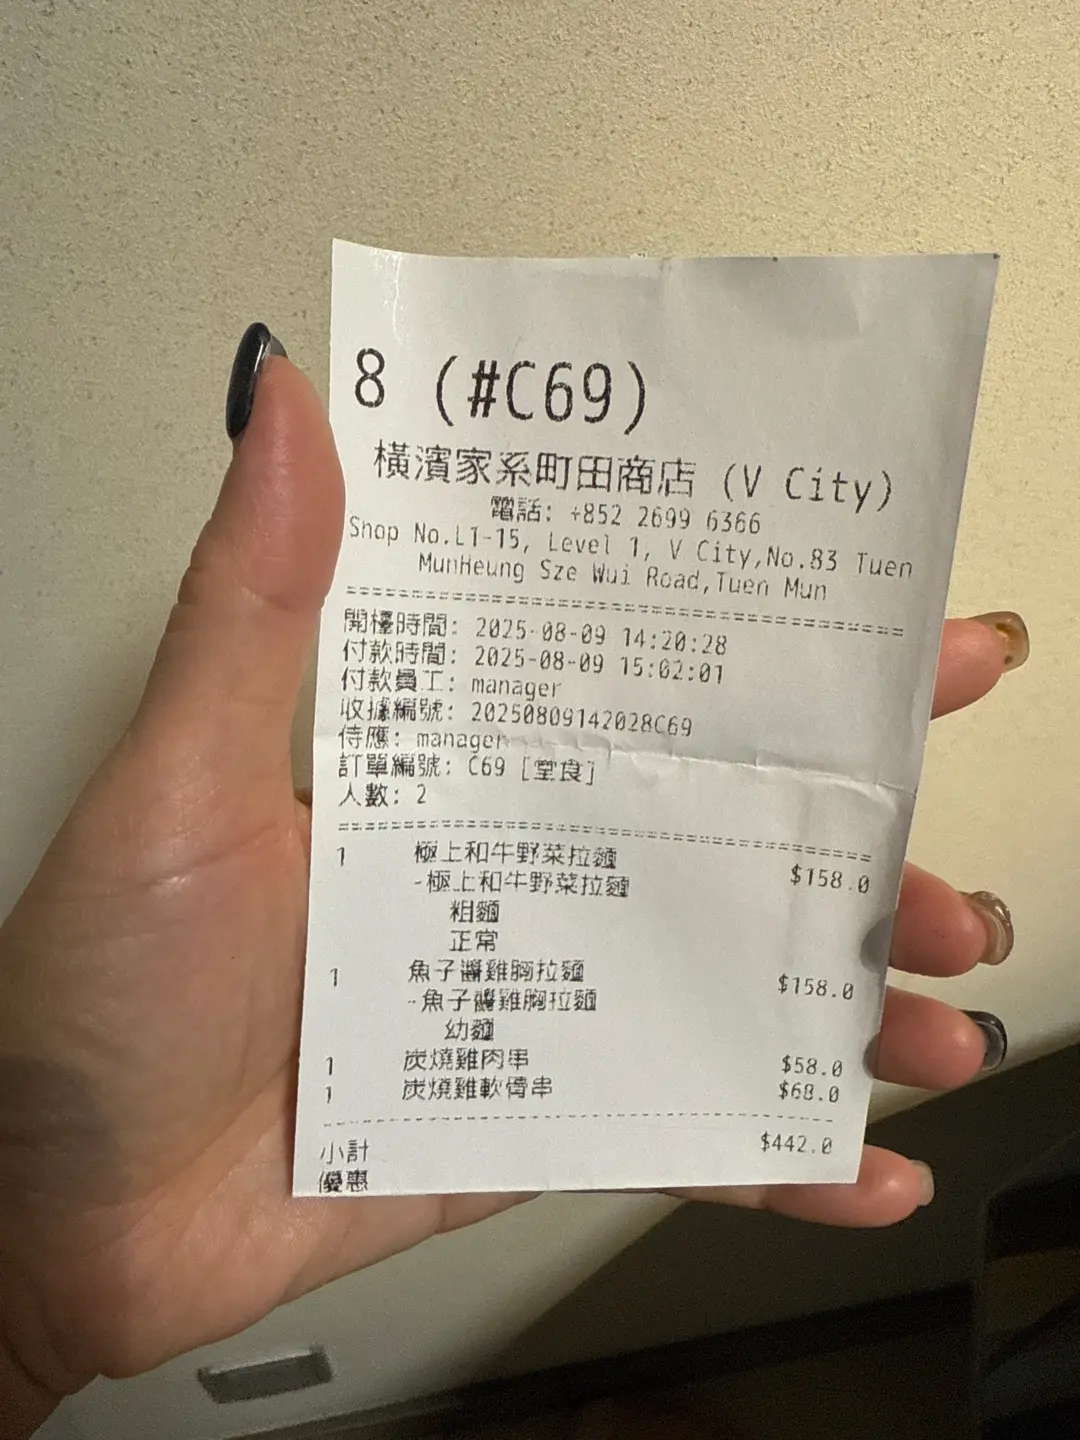 8 (#C69)
橫濱家系町田商店 (V City)
電話: +852 2699 6366
Shop No.L1-15, Level 1, V City,No.83 Tuen
MunHeung Sze Wui Road,Tuen Mun
開檯時間: 2025-08-09 14:20:28
付款時間: 2025-08-09 15:02:01
付款員工: manager
收據編號: 20250809142028C69
侍應: manager
訂單編號: C69 [堂食]
人數: 2
1 極上和牛野菜拉麵 $158.0
-極上和牛野菜拉麵
粗麵
正常
1 魚子醬雞胸拉麵 $158.0
-魚子醬雞胸拉麵
幼麵
1 炭燒雞肉串 $58.0
1 炭燒雞軟骨串 $68.0
小計 $442.0
優惠